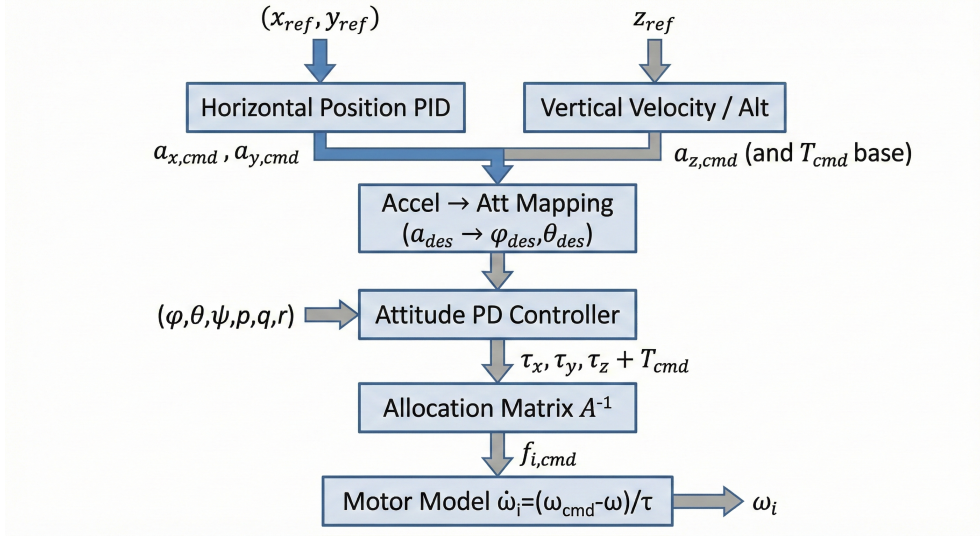 (x_ref, y_ref)
z_ref
Horizontal Position PID
Vertical Velocity / Alt
a_x,cmd , a_y,cmd
a_z,cmd (and T_cmd base)
Accel → Att Mapping
(a_des → φ_des,θ_des)
(φ,θ,ψ,p,q,r)
Attitude PD Controller
τ_x, τ_y, τ_z + T_cmd
Allocation Matrix A⁻¹
f_i,cmd
Motor Model ω̇_i=(ω_cmd-ω)/τ
ω_i